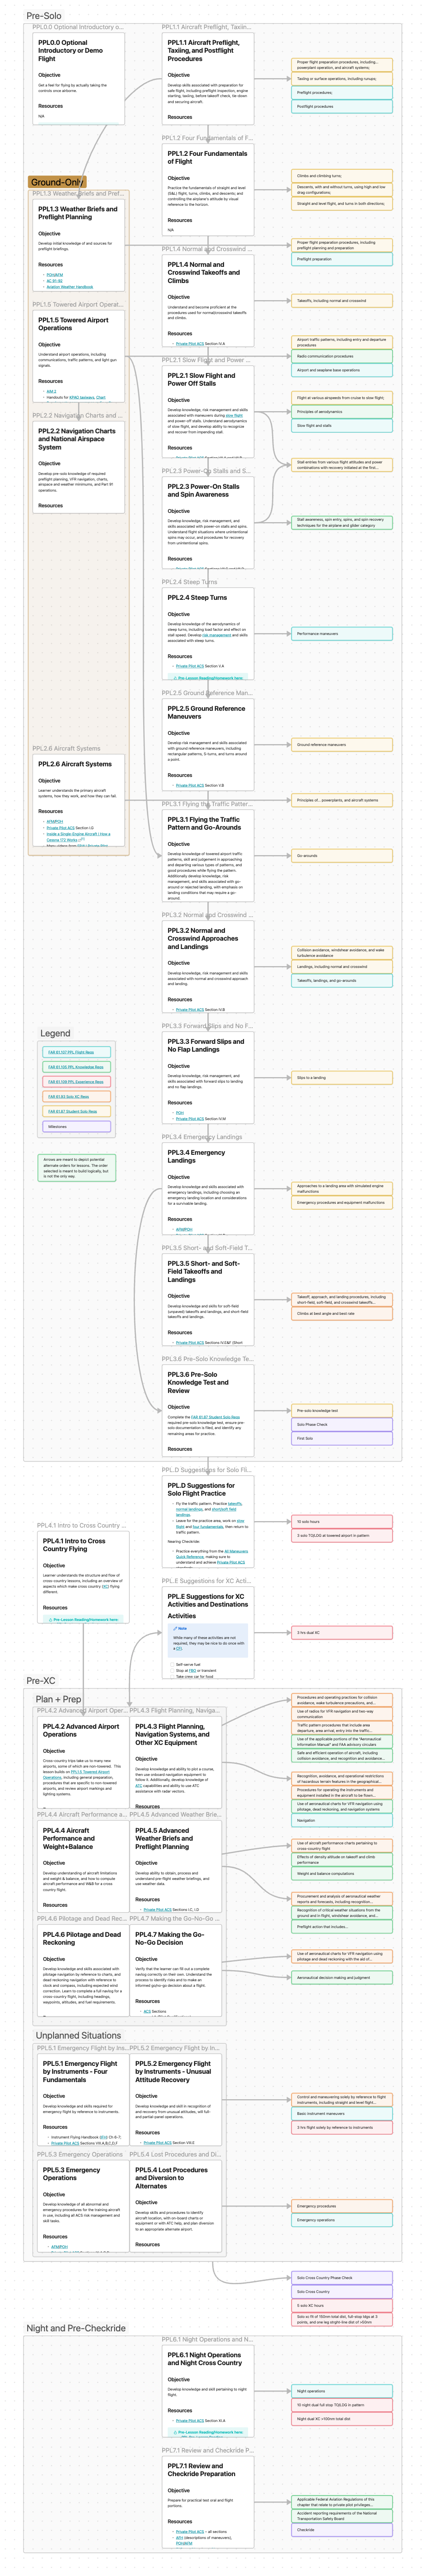 Pre-Solo
PPL0.0 Optional Introductory o...
PPL0.0 Optional
Introductory or Demo
Flight
Objective
Get a feel for flying by actually taking the
controls once airborne.
Resources
N/A
PPL1.1 Aircraft Preflight, Taxiin...
PPL1.1 Aircraft Preflight,
Taxiing, and Postflight
Procedures
Objective
Develop skills associated with preparation for
safe flight, including preflight inspection, engine
starting, taxiing, before takeoff checks, tie down
and securing aircraft.
Resources
Proper flight preparation procedures, including...
powerplant operation, and aircraft systems;
Taxiing or surface operations, including runups;
Preflight procedures;
Postflight procedures
PPL1.2 Four Fundamentals of F...
PPL1.2 Four Fundamentals
of Flight
Objective
Practice the fundamentals of straight and level
(S&L) flight, turns, climbs, and descents; and
controlling the airplane's attitude by visual
reference to the horizon.
Resources
N/A
Climbs and climbing turns;
Descents, with and without turns, using high and low
drag configurations;
Straight and level flight, and turns in both directions;
Ground-Only
PPL1.3 Weather Briefs and Pref...
PPL1.3 Weather Briefs and
Preflight Planning
Objective
Develop initial knowledge of and sources for
preflight briefings.
Resources
POH/AFM
AC 91-92
Aviation Weather Handbook
Proper flight preparation procedures, including
preflight planning and preparation
Preflight preparation
PPL1.4 Normal and Crosswind ...
PPL1.4 Normal and
Crosswind Takeoffs and
Climbs
Objective
Understand and become proficient at the
procedures used for normal/crosswind takeoffs
and climbs.
Private Pilot ACS Section IV.A
Takeoffs, including normal and crosswind
PPL1.5 Towered Airport Operat...
PPL1.5 Towered Airport
Operations
Objective
Understand airport operations, including
communications, traffic patterns, and light gun
signals.
Resources
AIM 2
Handouts for KPAO taxiways, Chart
Airport traffic patterns, including entry and departure
procedures
Radio communication procedures
Airport and seaplane base operations
PPL2.1 Slow Flight and Power ...
PPL2.1 Slow Flight and
Power Off Stalls
Objective
Flight at various airspeeds from cruise to slow flight;
Principles of aerodynamics
Slow flight and stalls
PPL2.2 Navigation Charts and ...
PPL2.2 Navigation Charts
and National Airspace
System
Objective
Develop pre-solo knowledge of required
preflight planning, VFR navigation, charts,
airspace and weather minimums, and Part 91
operations.
Resources
Stall entries from various flight attitudes and power
combinations with recovery initiated at the first...
PPL2.3 Power-On Stalls and S...
PPL2.3 Power-On Stalls
and Spin Awareness
Objective
Develop knowledge, risk management, and
skills associated with power-on stalls and spins;
understand flight situations where unintentional
spins may occur, and procedures for recovery
from unintentional spins.
Stall awareness, spin entry, spins, and spin recovery
techniques for the airplane and glider category
PPL2.4 Steep Turns
PPL2.4 Steep Turns
Objective
Develop knowledge of the aerodynamics
of steep turns, including load factor and effect on
stall speed. Develop risk management and skills
associated with steep turns.
Resources
Private Pilot ACS Section V.A
Pre-Lesson Reading/Homework here:
Performance maneuvers
PPL2.5 Ground Reference Man...
PPL2.5 Ground Reference
Maneuvers
Objective
Develop risk management and skills associated
with ground reference maneuvers, including
rectangular patterns, S-turns, and turns around
a point.
Resources
Private Pilot ACS Section V.B
Ground reference maneuvers
PPL2.6 Aircraft Systems
PPL2.6 Aircraft Systems
Objective
Learner understands the primary aircraft
systems, how they work, and how they can fail.
Resources
AFM/POH
Private Pilot ACS Section I.G
Inside a Single-Engine Aircraft | How a
Cessna 172 Works
Principles of... powerplants, and aircraft systems
PPL3.1 Flying the Traffic Patter...
PPL3.1 Flying the Traffic
Pattern and Go-Arounds
Objective
Develop knowledge of towered airport traffic
patterns, skill and judgement in approaching
and departing various types of patterns, and
good procedures while flying the pattern.
Additionally develop knowledge, risk
management, and skills associated with go-
around or rejected landing, with emphasis on
landing conditions that may require a go-
around.
Go-arounds
PPL3.2 Normal and Crosswind ...
PPL3.2 Normal and
Crosswind Approaches
and Landings
Objective
Develop knowledge, risk management, and skills
associated with normal and crosswind approach
and landing.
Resources
Private Pilot ACS Section IV.B
Collision avoidance, windshear avoidance, and wake
turbulence avoidance
Landings, including normal and crosswind
Takeoffs, landings, and go-arounds
Legend
FAR 61.107 PPL Flight Regs
FAR 61.105 PPL Knowledge Regs
FAR 61.109 PPL Experience Regs
FAR 61.93 Solo XC Regs
FAR 61.87 Student Solo Regs
Milestones
Arrows are meant to depict potential
alternate orders for lessons. The order
selected is meant to build logically, but
is not the only way.
PPL3.3 Forward Slips and No F...
PPL3.3 Forward Slips and
No Flap Landings
Objective
Develop knowledge, risk management, and
skills associated with forward slips to landing
and no flap landings.
Resources
POH
Private Pilot ACS Section IV.M
Slips to a landing
PPL3.4 Emergency Landings
PPL3.4 Emergency
Landings
Objective
Develop knowledge and skills associated with
emergency landings, including choosing an
emergency landing location and considerations
for a survivable landing.
Resources
AFM/POH
Approaches to a landing area with simulated engine
malfunctions
Emergency procedures and equipment malfunctions
PPL3.5 Short- and Soft-Field T...
PPL3.5 Short- and Soft-
Field Takeoffs and
Landings
Objective
Develop knowledge and skills for soft field
(unpaved) takeoffs and landings, and short field
takeoffs and landings.
Resources
Takeoff, approach, and landing procedures, including
short-field, soft-field, and crosswind takeoffs...
Climbs at best angle and best rate
PPL3.6 Pre-Solo Knowledge Te...
PPL3.6 Pre-Solo
Knowledge Test and
Review
Objective
Complete the FAR 61.87 Student Solo Regs
required pre-solo knowledge test, ensure pre-
solo documentation is filed, and identify any
remaining areas for practice.
Resources
Pre-solo knowledge test
Solo Phase Check
First Solo
PPL.D Suggestions for Solo Fli...
PPL.D Suggestions for
Solo Flight Practice
Fly the traffic pattern. Practice takeoffs,
normal landings, and short/soft field
landings.
Leave for the practice area, work on slow
flight and four fundamentals, then return to
traffic pattern.
Nearing Checkride:
Practice everything from the All Maneuvers
Quick Reference, making sure to
understand and achieve Private Pilot ACS
10 solo hours
3 solo TO/LDG at towered airport in pattern
PPL4.1 Intro to Cross Country ...
PPL4.1 Intro to Cross
Country Flying
Objective
Learner understands the structure and flow of
cross-country lessons, including an overview of
aspects which make cross country (XC) flying
different.
Pre-Lesson Reading/Homework here:
PPL.E Suggestions for XC Acti...
PPL.E Suggestions for XC
Activities and Destinations
Activities
Note
While many of these activities are not
required, they may be nice to do once with
a CFI.
Self-serve fuel
Stop at FBO or transient
Take crew car for food
3 hrs dual XC
Pre-XC
Plan + Prep
PPL4.2 Advanced Airport Oper...
PPL4.2 Advanced Airport
Operations
Objective
Cross country trips take us to many new
airports, some of which are non-towered. This
lesson builds on PPL1.5 Towered Airport
Operations, including general preparation,
procedures that are specific to non-towered
airports, and more airport markings and
lighting systems.
PPL4.3 Flight Planning, Naviga...
PPL4.3 Flight Planning,
Navigation Systems, and
Other XC Equipment
Objective
Develop knowledge and ability to plan a course,
then use onboard navigation equipment to
follow it. Additionally, develop knowledge of
ATC capabilities and ability to use ATC
assistance with radar vectors.
Procedures and operating practices for collision
avoidance, wake turbulence precautions, and...
Use of radios for VFR navigation and two-way
communication
Traffic pattern procedures that include area
departure, area arrival, entry into the traffic...
Use of the applicable portions of the "Aeronautical
Information Manual" and FAA advisory circulars
Safe and efficient operation of aircraft, including
collision avoidance, and recognition and avoidance...
Recognition, avoidance, and operational restrictions
of hazardous terrain features in the geographical...
Procedures for operating the instruments and
equipment installed in the aircraft to be flown...
Use of aeronautical charts for VFR navigation using
pilotage, dead reckoning, and navigation systems
Navigation
PPL4.4 Aircraft Performance a...
PPL4.4 Aircraft
Performance and
Weight+Balance
Objective
Develop understanding of aircraft limitations
and weight & balance, and how to compute
aircraft performance and W&B for a cross
country flight.
Resources
PPL4.5 Advanced Weather Brie...
PPL4.5 Advanced Weather
Briefs and Preflight
Planning
Objective
Develop ability to obtain, process and
understand pre-flight weather briefings, and
get updates in-flight.
Resources
Private Pilot ACS Sections I.C, I.D
Use of aircraft performance charts pertaining to
cross-country flight
Effects of density altitude on takeoff and climb
performance
Weight and balance computations
Procurement and analysis of aeronautical weather
reports and forecasts, including recognition...
Recognition of critical weather situations from the
ground and in flight, windshear avoidance, and...
Preflight action that includes...
PPL4.6 Pilotage and Dead Rec...
PPL4.6 Pilotage and Dead
Reckoning
Objective
Develop knowledge and skills associated with
pilotage navigation by reference to charts, and
dead reckoning navigation with reference to
clock and compass, including expected wind
correction. Learn to complete a full navlog for a
cross country flight, including headings,
waypoints, altitudes, and fuel requirements.
PPL4.7 Making the Go-No-Go ...
PPL4.7 Making the Go-
No-Go Decision
Objective
Verify that the learner can fill out a complete
navlog correctly on their own. Understand the
process to identify risks and to make an
informed go/no-go decision about a flight.
Resources
ACS Sections
Use of aeronautical charts for VFR navigation using
pilotage and dead reckoning with the aid of...
Aeronautical decision making and judgment
Unplanned Situations
PPL5.1 Emergency Flight by Ins...
PPL5.1 Emergency Flight
by Instruments - Four
Fundamentals
Objective
Develop knowledge and skills required for
emergency flight by reference to instruments.
Resources
PPL5.2 Emergency Flight by In...
PPL5.2 Emergency Flight
by Instruments - Unusual
Attitude Recovery
Objective
Develop knowledge and skill in recognition of
and recovery from unusual attitudes, with full
and partial panel operations.
Resources
Private Pilot ACS Section VIII.E
Control and maneuvering solely by reference to flight
instruments, including straight and level flight...
Basic instrument maneuvers
3 hrs flight solely by reference to instruments
PPL5.3 Emergency Operations
PPL5.3 Emergency
Operations
Objective
Develop knowledge of all abnormal and
emergency procedures for the training aircraft
in use, including all ACS risk management and
skill tasks.
Resources
AFM/POH
PPL5.4 Lost Procedures and Di...
PPL5.4 Lost Procedures
and Diversion to
Alternates
Objective
Develop skills and procedures to identify
aircraft location, with on-board charts or
equipment or with ATC help, and plan diversion
to an appropriate alternate airport.
Resources
Emergency procedures
Emergency operations
Solo Cross Country Phase Check
Solo Cross Country
5 solo XC hours
Solo xc flt of 150nm total dist, full-stop ldgs at 3
points, and one leg stright-line dist of >50nm
Night and Pre-Checkride
PPL6.1 Night Operations and N...
PPL6.1 Night Operations
and Night Cross Country
Objective
Develop knowledge and skill pertaining to night
flight.
Resources
Private Pilot ACS Section XI.A
Pre-Lesson Reading/Homework here:
Night operations
10 night dual full stop TO/LDG in pattern
Night dual XC >100nm total dist
PPL7.1 Review and Checkride P...
PPL7.1 Review and
Checkride Preparation
Objective
Prepare for practical test oral and flight
portions.
Resources
Private Pilot ACS - all sections
AFH (descriptions of maneuvers),
POH/AFM
Applicable Federal Aviation Regulations of this
chapter that relate to private pilot privileges...
Accident reporting requirements of the National
Transportation Safety Board
Checkride